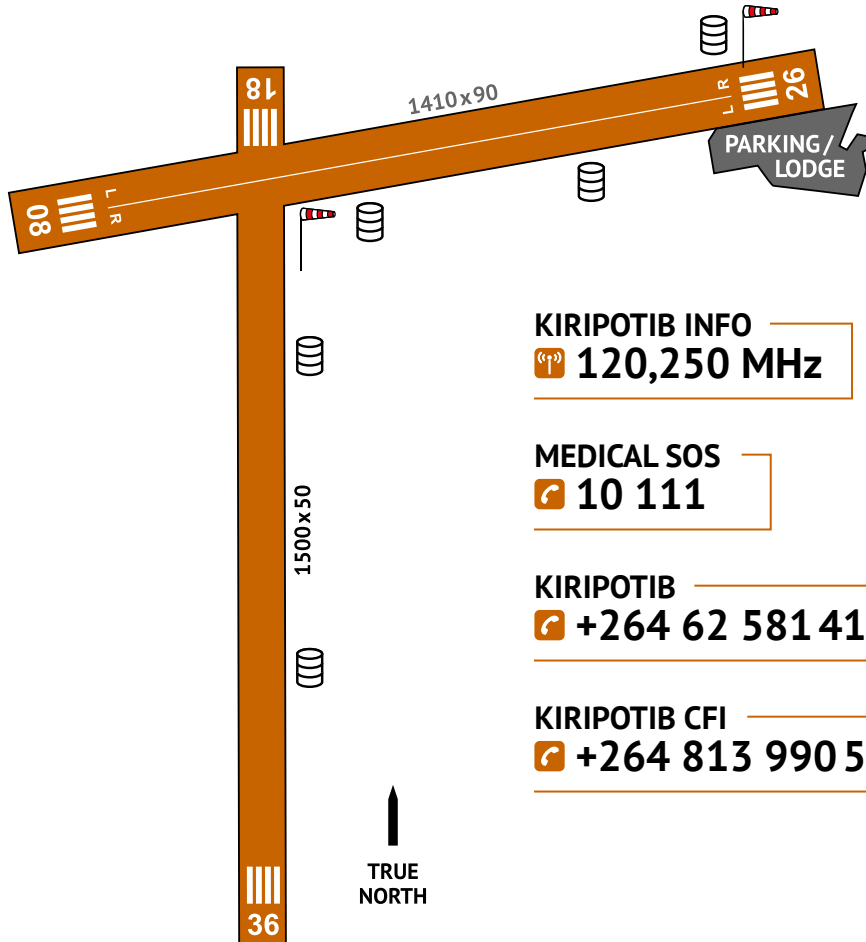 18
1410x90
26
L R
L R
08
PARKING/
LODGE
KIRIPOTIB INFO
120,250 MHz
MEDICAL SOS
10 111
1500x50
KIRIPOTIB
+264 62 581 41
KIRIPOTIB CFI
+264 813 990 5
TRUE
NORTH
36